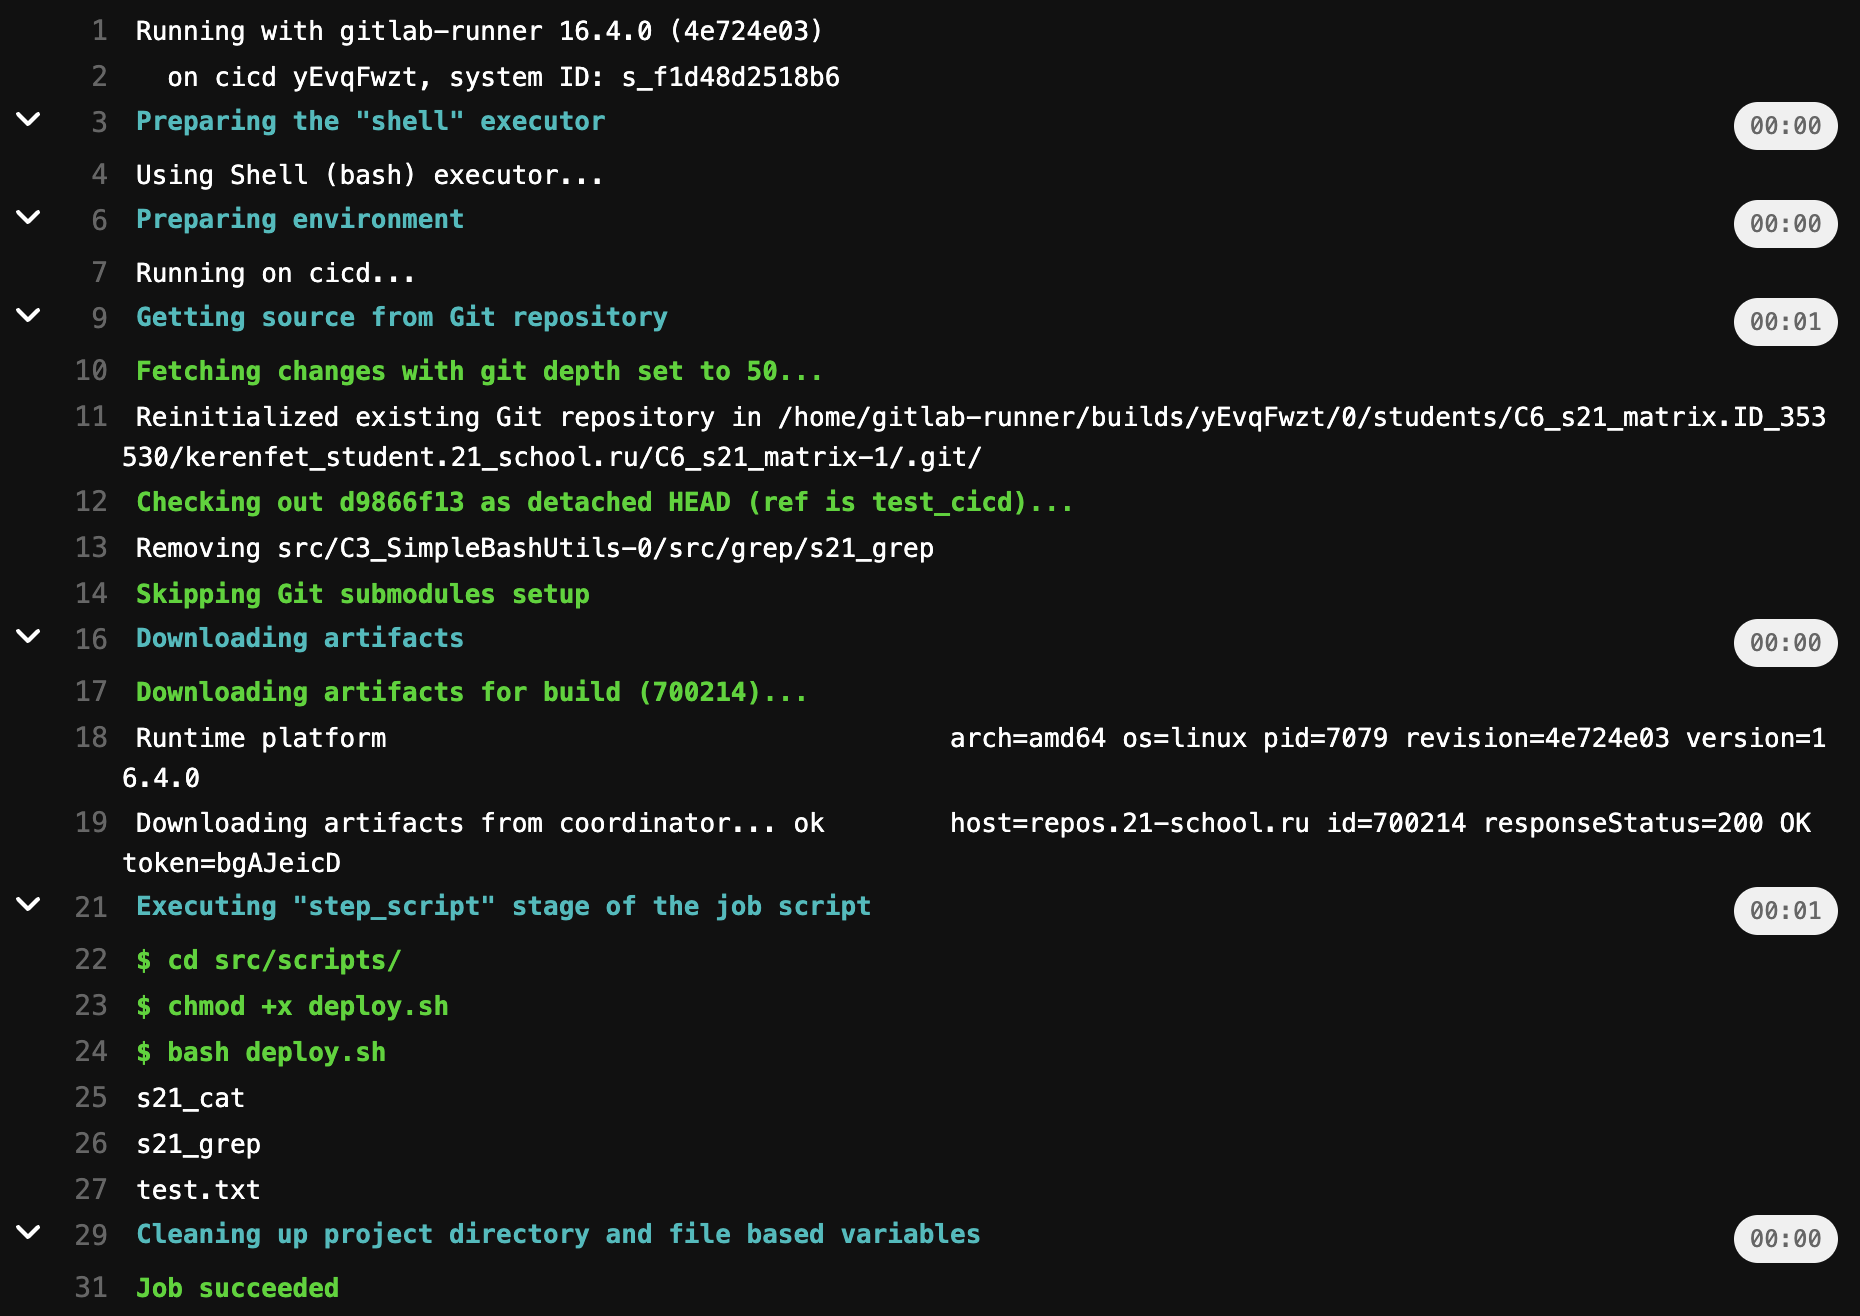 1 Running with gitlab-runner 16.4.0 (4e724e03)
2 on cicd yEvqFwzt, system ID: s_f1d48d2518b6
3 Preparing the "shell" executor 00:00
4 Using Shell (bash) executor...
6 Preparing environment 00:00
7 Running on cicd...
9 Getting source from Git repository 00:01
10 Fetching changes with git depth set to 50...
11 Reinitialized existing Git repository in /home/gitlab-runner/builds/yEvqFwzt/0/students/C6_s21_matrix.ID_353
530/kerenfet_student.21_school.ru/C6_s21_matrix-1/.git/
12 Checking out d9866f13 as detached HEAD (ref is test_cicd)...
13 Removing src/C3_SimpleBashUtils-0/src/grep/s21_grep
14 Skipping Git submodules setup
16 Downloading artifacts 00:00
17 Downloading artifacts for build (700214)...
18 Runtime platform arch=amd64 os=linux pid=7079 revision=4e724e03 version=1
6.4.0
19 Downloading artifacts from coordinator... ok host=repos.21-school.ru id=700214 responseStatus=200 OK
token=bgAJeicD
21 Executing "step_script" stage of the job script 00:01
22 $ cd src/scripts/
23 $ chmod +x deploy.sh
24 $ bash deploy.sh
25 s21_cat
26 s21_grep
27 test.txt
29 Cleaning up project directory and file based variables 00:00
31 Job succeeded